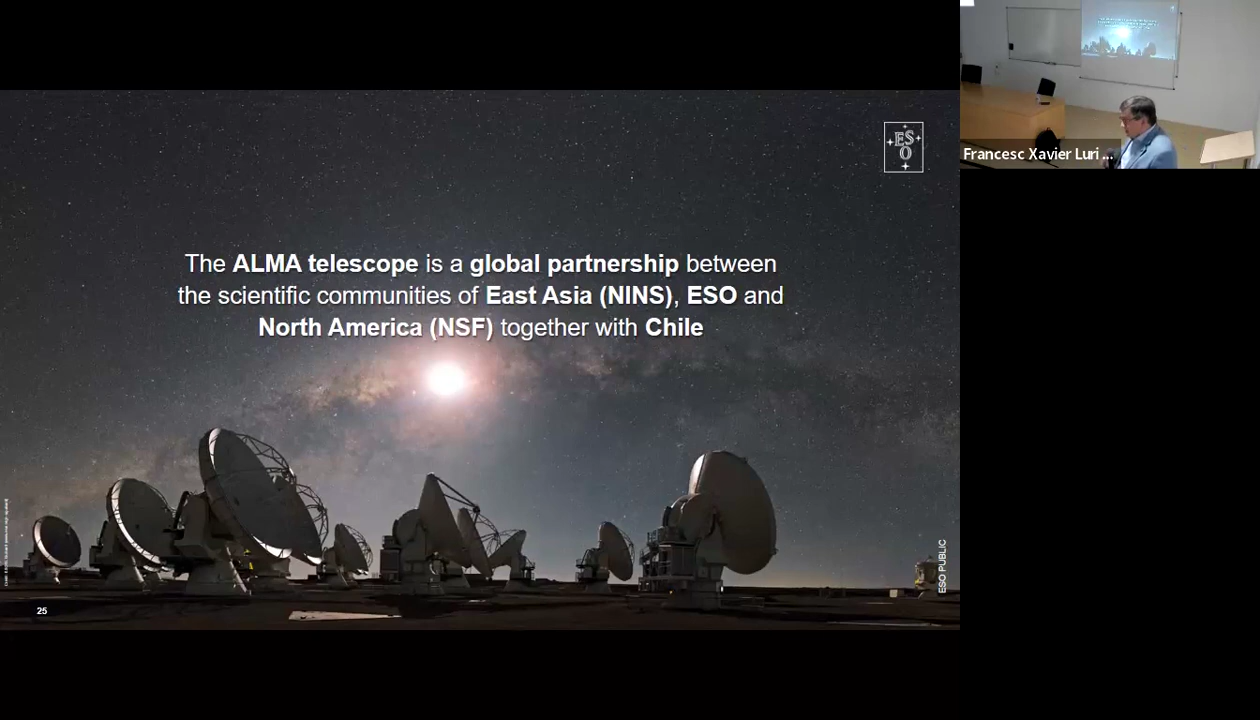 ES
O
The ALMA telescope is a global partnership between
the scientific communities of East Asia (NINS), ESO and
North America (NSF) together with Chile
ESO PUBLIC
25
Francesc Xavier Luri ...